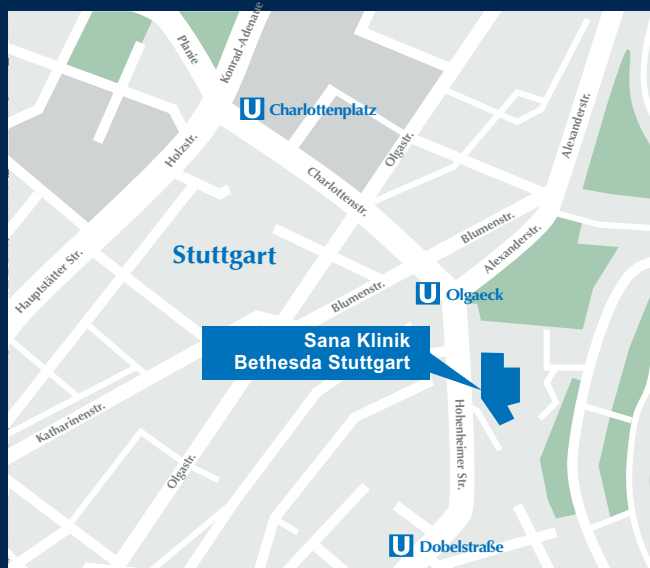 Planie
Konrad-Adenaue
U Charlottenplatz
Holzstr.
Olgastr.
Alexanderstr.
Charlottenstr.
Blumenstr.
Alexanderstr.
Stuttgart
Hauptstätter Str.
Blumenstr.
U Olgaeck
Sana Klinik
Bethesda Stuttgart
Katharinenstr.
Hohenheimer Str.
Olgastr.
U Dobelstraße